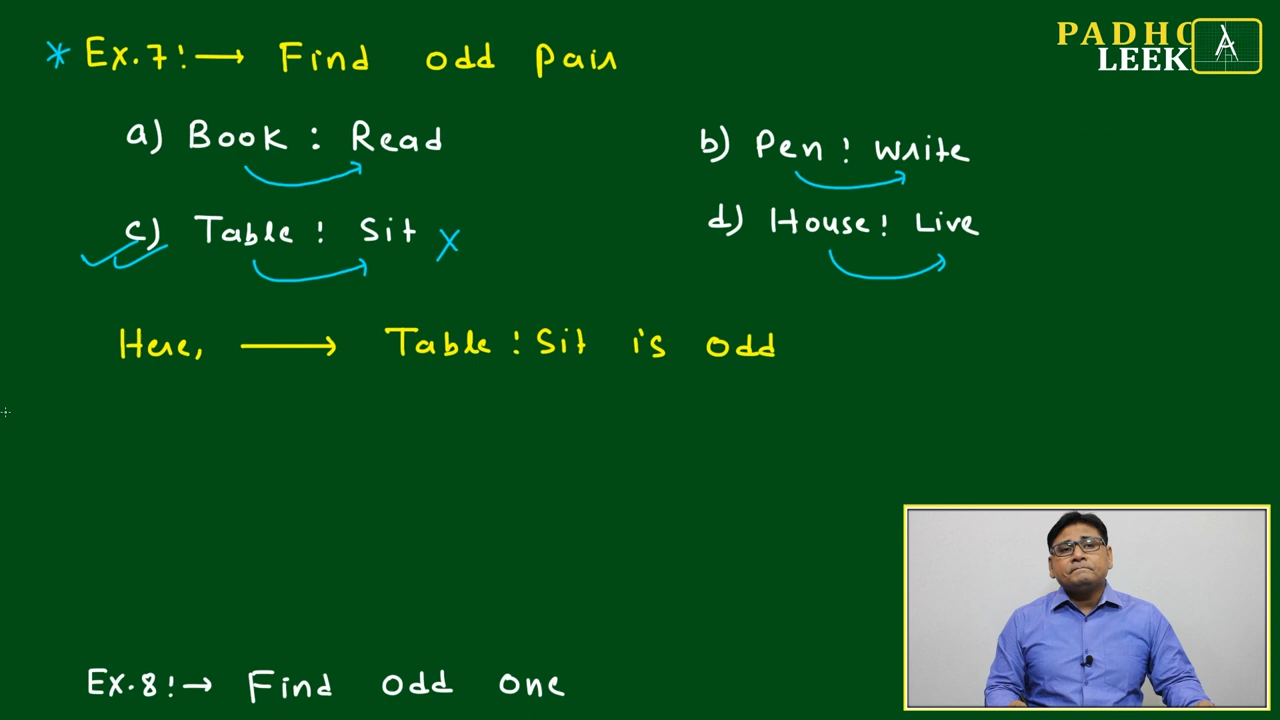 PADHO
LEEK
* Ex.7!→ Find odd pair
a) Book : Read
b) Pen ! write
c) Table ! Sit X
d) House ! Live
Here, → Table ! Sit is odd
Ex.8!→ Find odd one